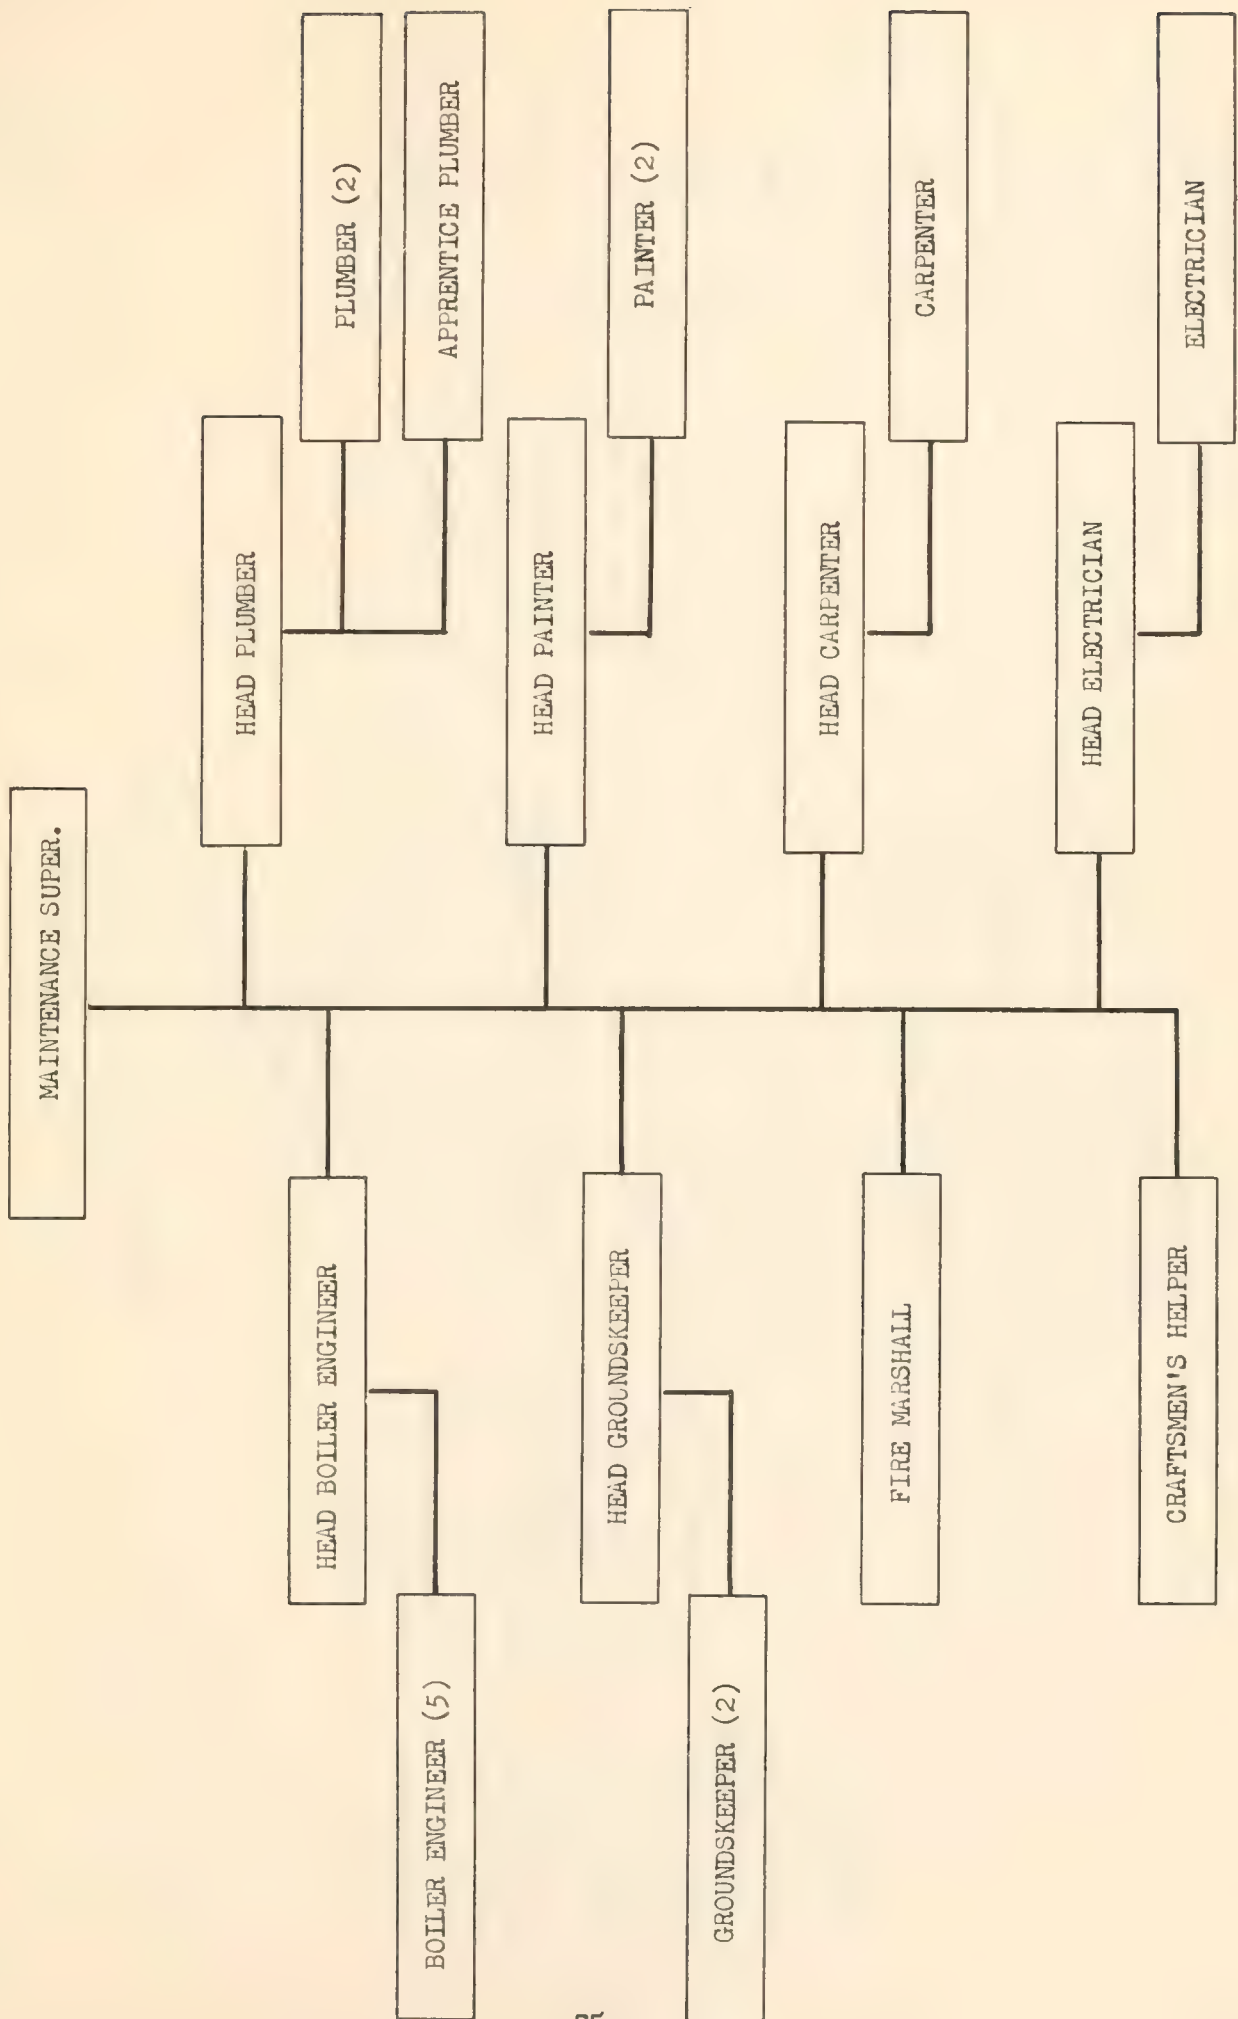 MAINTENANCE SUPER.
HEAD PLUMBER
PLUMBER (2)
APPRENTICE PLUMBER
HEAD BOILER ENGINEER
BOILER ENGINEER (5)
HEAD PAINTER
PAINTER (2)
HEAD GROUNDSKEEPER
GROUNDSKEEPER (2)
HEAD CARPENTER
CARPENTER
FIRE MARSHALL
HEAD ELECTRICIAN
ELECTRICIAN
CRAFTSMEN'S HELPER